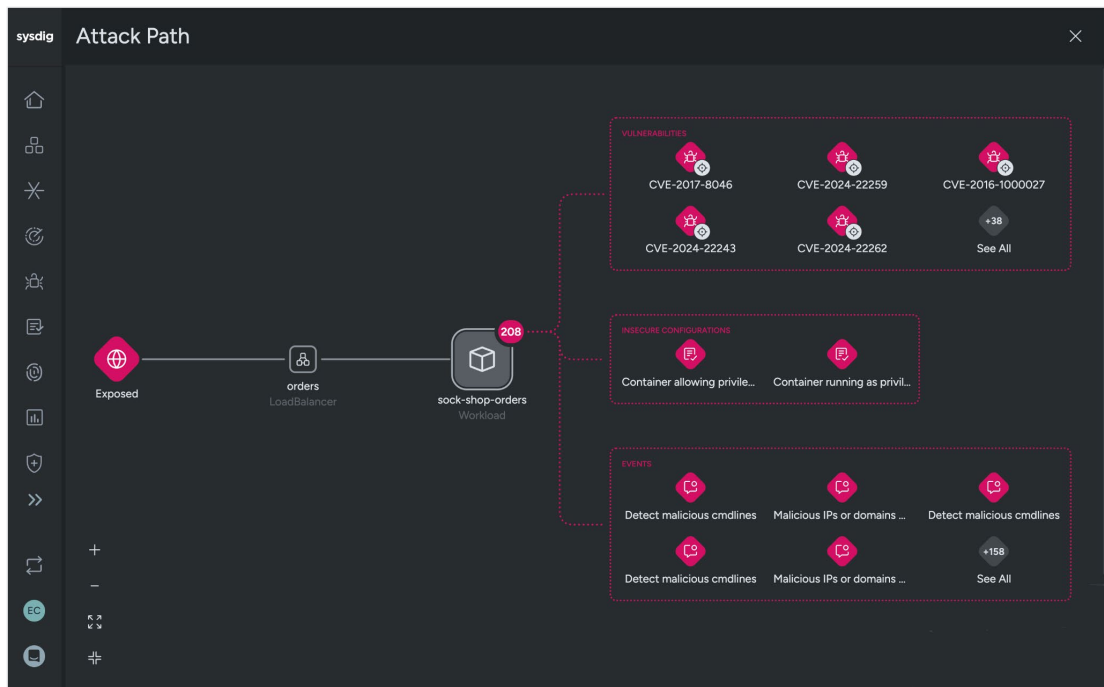 sysdig
Attack Path
VULNERABILITIES
CVE-2017-8046
CVE-2024-22259
CVE-2016-1000027
CVE-2024-22243
CVE-2024-22262
+38
See All
Exposed
orders
LoadBalancer
208
sock-shop-orders
Workload
INSECURE CONFIGURATIONS
Container allowing privile...
Container running as privil...
EVENTS
Detect malicious cmdlines
Malicious IPs or domains ...
Detect malicious cmdlines
Detect malicious cmdlines
Malicious IPs or domains ...
+158
See All
EC